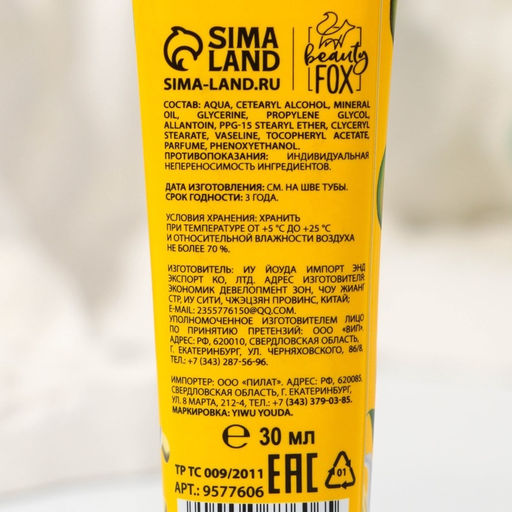 SIMA
LAND
SIMA-LAND.RU
beauty
FOX
СОСТАВ: AQUA, CETEARYL ALCOHOL, MINERAL
OIL, GLYCERINE, PROPYLENE GLYCOL,
ALLANTOIN, PPG-15 STEARYL ETHER, GLYCERYL
STEARATE, VASELINE, TOCOPHERYL ACETATE,
PARFUME, PHENOXYETHANOL.
ПРОТИВОПОКАЗАНИЯ: ИНДИВИДУАЛЬНАЯ
НЕПЕРЕНОСИМОСТЬ ИНГРЕДИЕНТОВ.
ДАТА ИЗГОТОВЛЕНИЯ: СМ. НА ШВЕ ТУБЫ.
СРОК ГОДНОСТИ: 3 ГОДА.
УСЛОВИЯ ХРАНЕНИЯ: ХРАНИТЬ
ПРИ ТЕМПЕРАТУРЕ ОТ +5 °С ДО +25 °С
И ОТНОСИТЕЛЬНОЙ ВЛАЖНОСТИ ВОЗДУХА
НЕ БОЛЕЕ 70 %.
ИЗГОТОВИТЕЛЬ: ИУ ЙОУДА ИМПОРТ ЭНД
ЭКСПОРТ КО, ЛТД. АДРЕС ИЗГОТОВИТЕЛЯ
ЭКОНОМИК ДЕВЕЛОПМЕНТ ЗОН, ЧОУ ЖИАНГ
СТР, ИУ СИТИ, ЧЖЭЦЗЯН ПРОВИНС, КИТАЙ;
E-MAIL: 2355776150@QQ.COM.
УПОЛНОМОЧЕННОЕ ИЗГОТОВИТЕЛЕМ ЛИЦО
ПО ПРИНЯТИЮ ПРЕТЕНЗИЙ: ООО «ВИП».
АДРЕС: РФ, 620010, СВЕРДЛОВСКАЯ ОБЛАСТЬ,
Г. ЕКАТЕРИНБУРГ, УЛ. ЧЕРНЯХОВСКОГО, 86/8,
ТЕЛ.: +7 (343) 287-56-96.
ИМПОРТЕР: ООО «ПИЛАТ». АДРЕС: РФ, 620085,
СВЕРДЛОВСКАЯ ОБЛАСТЬ, Г. ЕКАТЕРИНБУРГ,
УЛ. 8 МАРТА, 212-4, ТЕЛ.: +7 (343) 379-03-85.
МАРКИРОВКА: YIWU YOUDA.
℮ 30 мл
ТР ТС 009/2011
АРТ.: 9577606
EAC
01